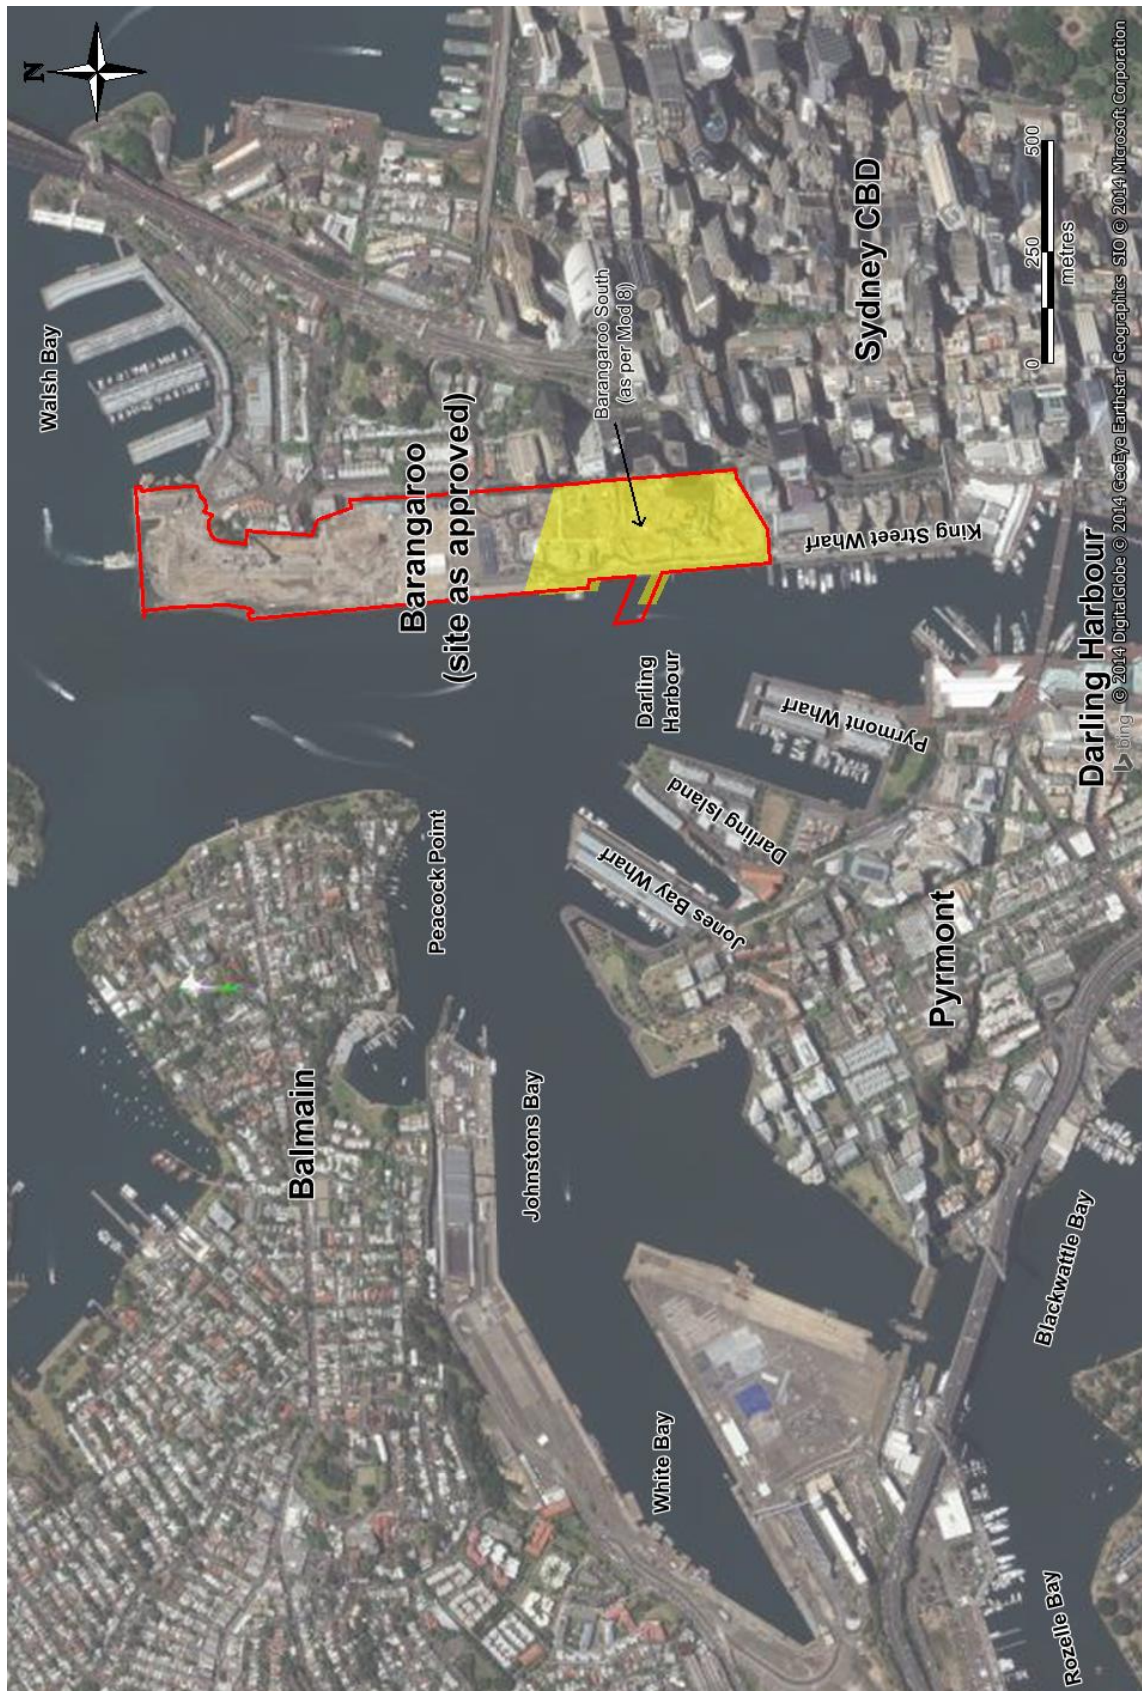 N
Walsh Bay
Barangaroo
(site as approved)
Barangaroo South
(as per Mod 8)
Sydney CBD
0 250 500
metres
King Street Wharf
Darling Harbour
Darling
Harbour
Pyrmont Wharf
Darling Island
Jones Bay Wharf
Peacock Point
Pyrmont
Balmain
Johnstons Bay
Blackwattle Bay
White Bay
Rozelle Bay
bing © 2014 DigitalGlobe © 2014 GeoEye Earthstar Geographics SIO © 2014 Microsoft Corporation